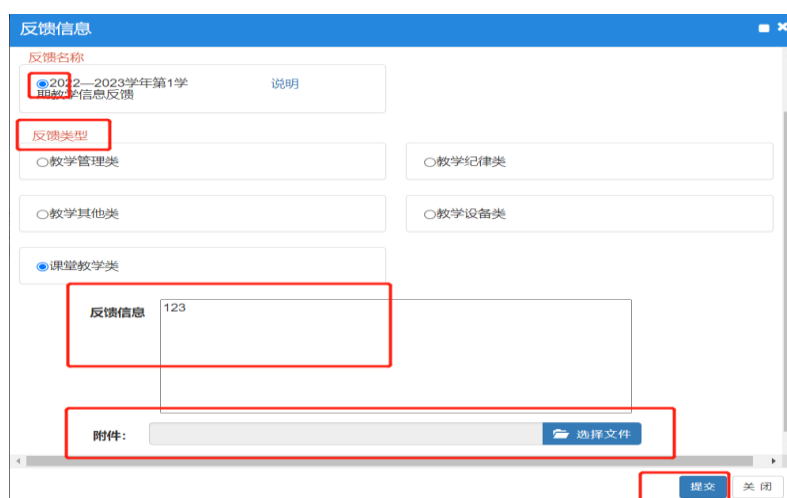 反馈信息
反馈名称
2022—2023学年第1学 说明
期教学信息反馈
反馈类型
教学管理类 教学纪律类
教学其他类 教学设备类
课堂教学类
反馈信息 123
附件： 选择文件
提交 关闭